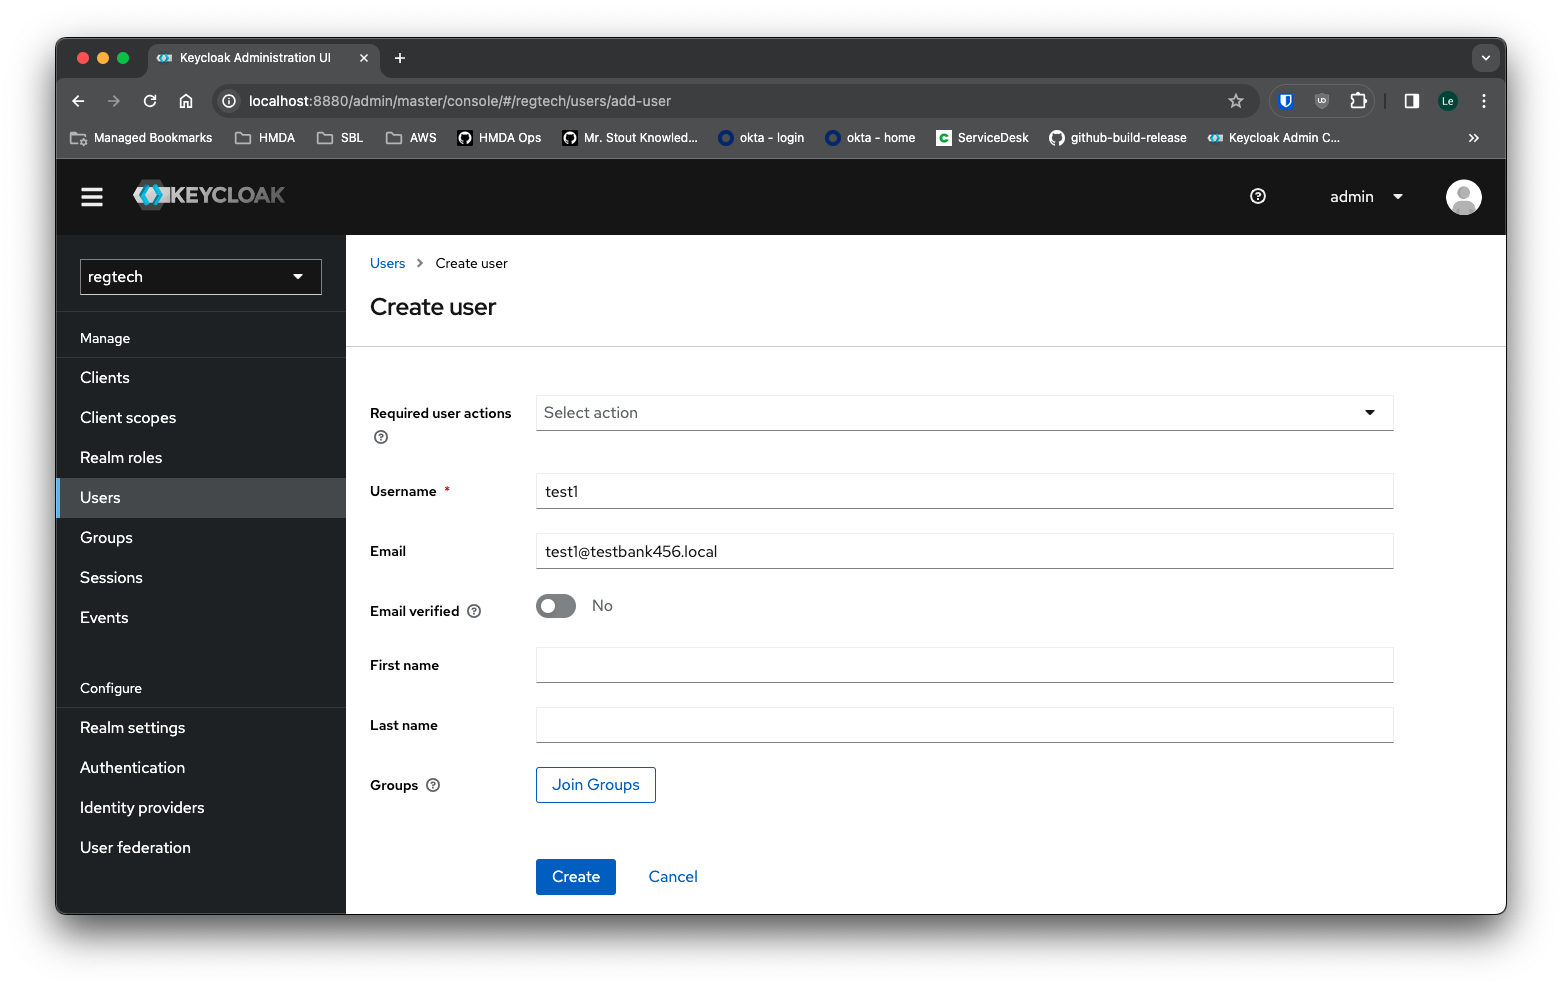 Keycloak Administration UI
localhost:8880/admin/master/console/#/regtech/users/add-user
Le
Managed Bookmarks HMDA SBL AWS HMDA Ops Mr. Stout Knowled... okta - login okta - home ServiceDesk github-build-release Keycloak Admin C...
KEYCLOAK
admin
regtech
Manage
Clients
Client scopes
Realm roles
Users
Groups
Sessions
Events
Configure
Realm settings
Authentication
Identity providers
User federation
Users > Create user
Create user
Required user actions
Select action
Username *
test1
Email
test1@testbank456.local
Email verified
No
First name
Last name
Groups
Join Groups
Create Cancel